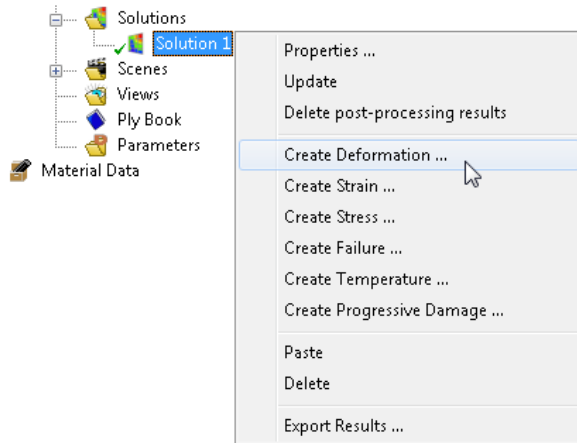 Solutions
Solution 1
Scenes
Views
Ply Book
Parameters
Material Data
Properties ...
Update
Delete post-processing results
Create Deformation ...
Create Strain ...
Create Stress ...
Create Failure ...
Create Temperature ...
Create Progressive Damage ...
Paste
Delete
Export Results ...